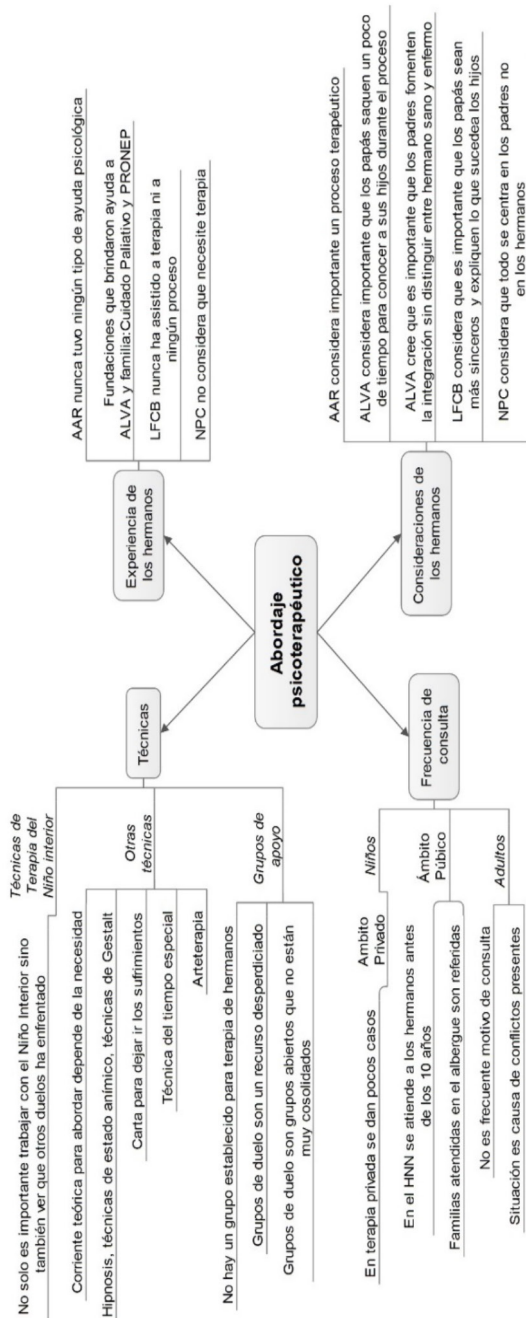 Abordaje
psicoterapéutico
Técnicas
Técnicas de
Terapia del
Niño interior
No solo es importante trabajar con el Niño Interior sino
también ver que otros duelos ha enfrentado
Otras
técnicas
Corriente teórica para abordar depende de la necesidad
Hipnosis, técnicas de estado anímico, técnicas de Gestalt
Carta para dejar ir los sufrimientos
Técnica del tiempo especial
Arteterapia
Grupos de
apoyo
No hay un grupo establecido para terapia de hermanos
Grupos de duelo son un recurso desperdiciado
Grupos de duelo son grupos abiertos que no están
muy cosolidados
Experiencia de
los hermanos
AAR nunca tuvo ningún tipo de ayuda psicológica
Fundaciones que brindaron ayuda a
ALVA y familia:Cuidado Paliativo y PRONEP
LFCB nunca ha asistido a terapia ni a
ningún proceso
NPC no considera que necesite terapia
Frecuencia de
consulta
Niños
Ambito
Privado
En terapia privada se dan pocos casos
Ámbito
Púbico
En el HNN se atiende a los hermanos antes
de los 10 años
Familias atendidas en el albergue son referidas
Adultos
No es frecuente motivo de consulta
Situación es causa de conflictos presentes
Consideraciones de
los hermanos
AAR considera importante un proceso terapéutico
ALVA considera importante que los papás saquen un poco
de tiempo para conocer a sus hijos durante el proceso
ALVA cree que es importante que los padres fomenten
la integración sin distinguir entre hermano sano y enfermo
LFCB considera que es importante que los papás sean
más sinceros y expliquen lo que sucedea los hijos
NPC considera que todo se centra en los padres no
en los hermanos